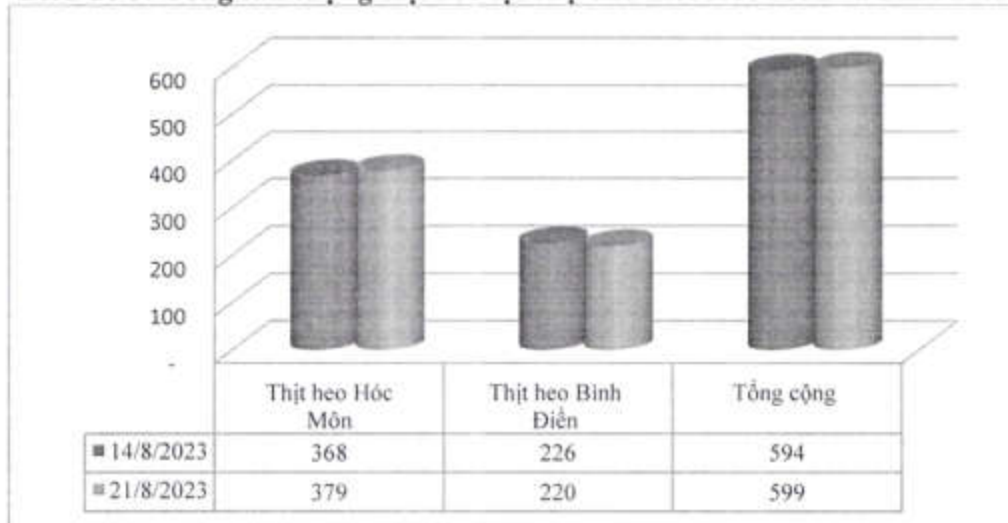 600
500
400
300
200
100
-
Thịt heo Hóc Môn
Thịt heo Bình Điền
Tổng cộng
14/8/2023 368 226 594
21/8/2023 379 220 599